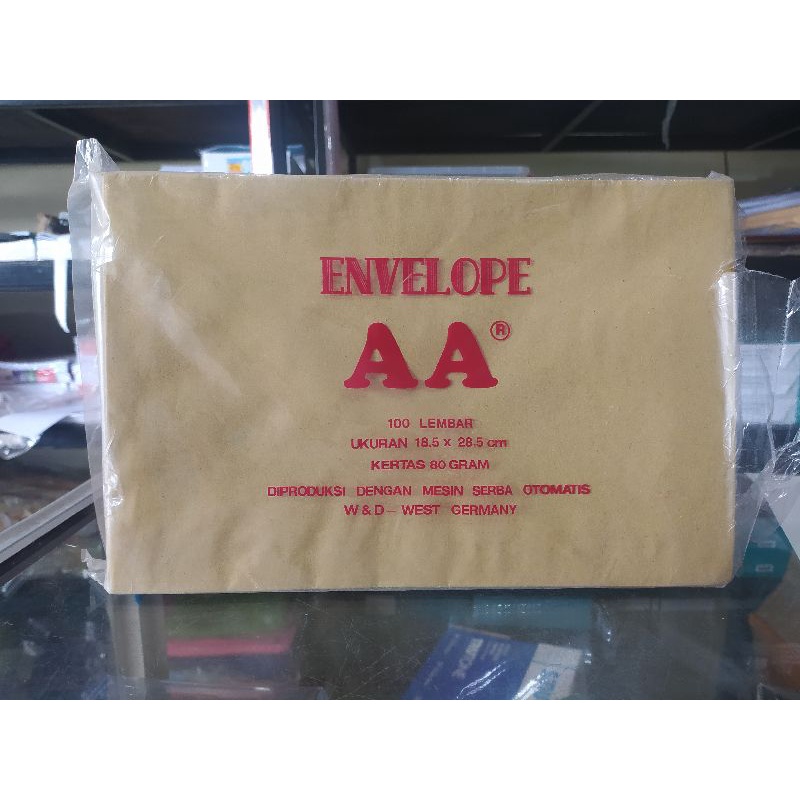 ENVELOPE
AA®
100 LEMBAR
UKURAN 18.5 x 28.5 cm
KERTAS 80 GRAM
DIPRODUKSI DENGAN MESIN SERBA OTOMATIS
W & D – WEST GERMANY